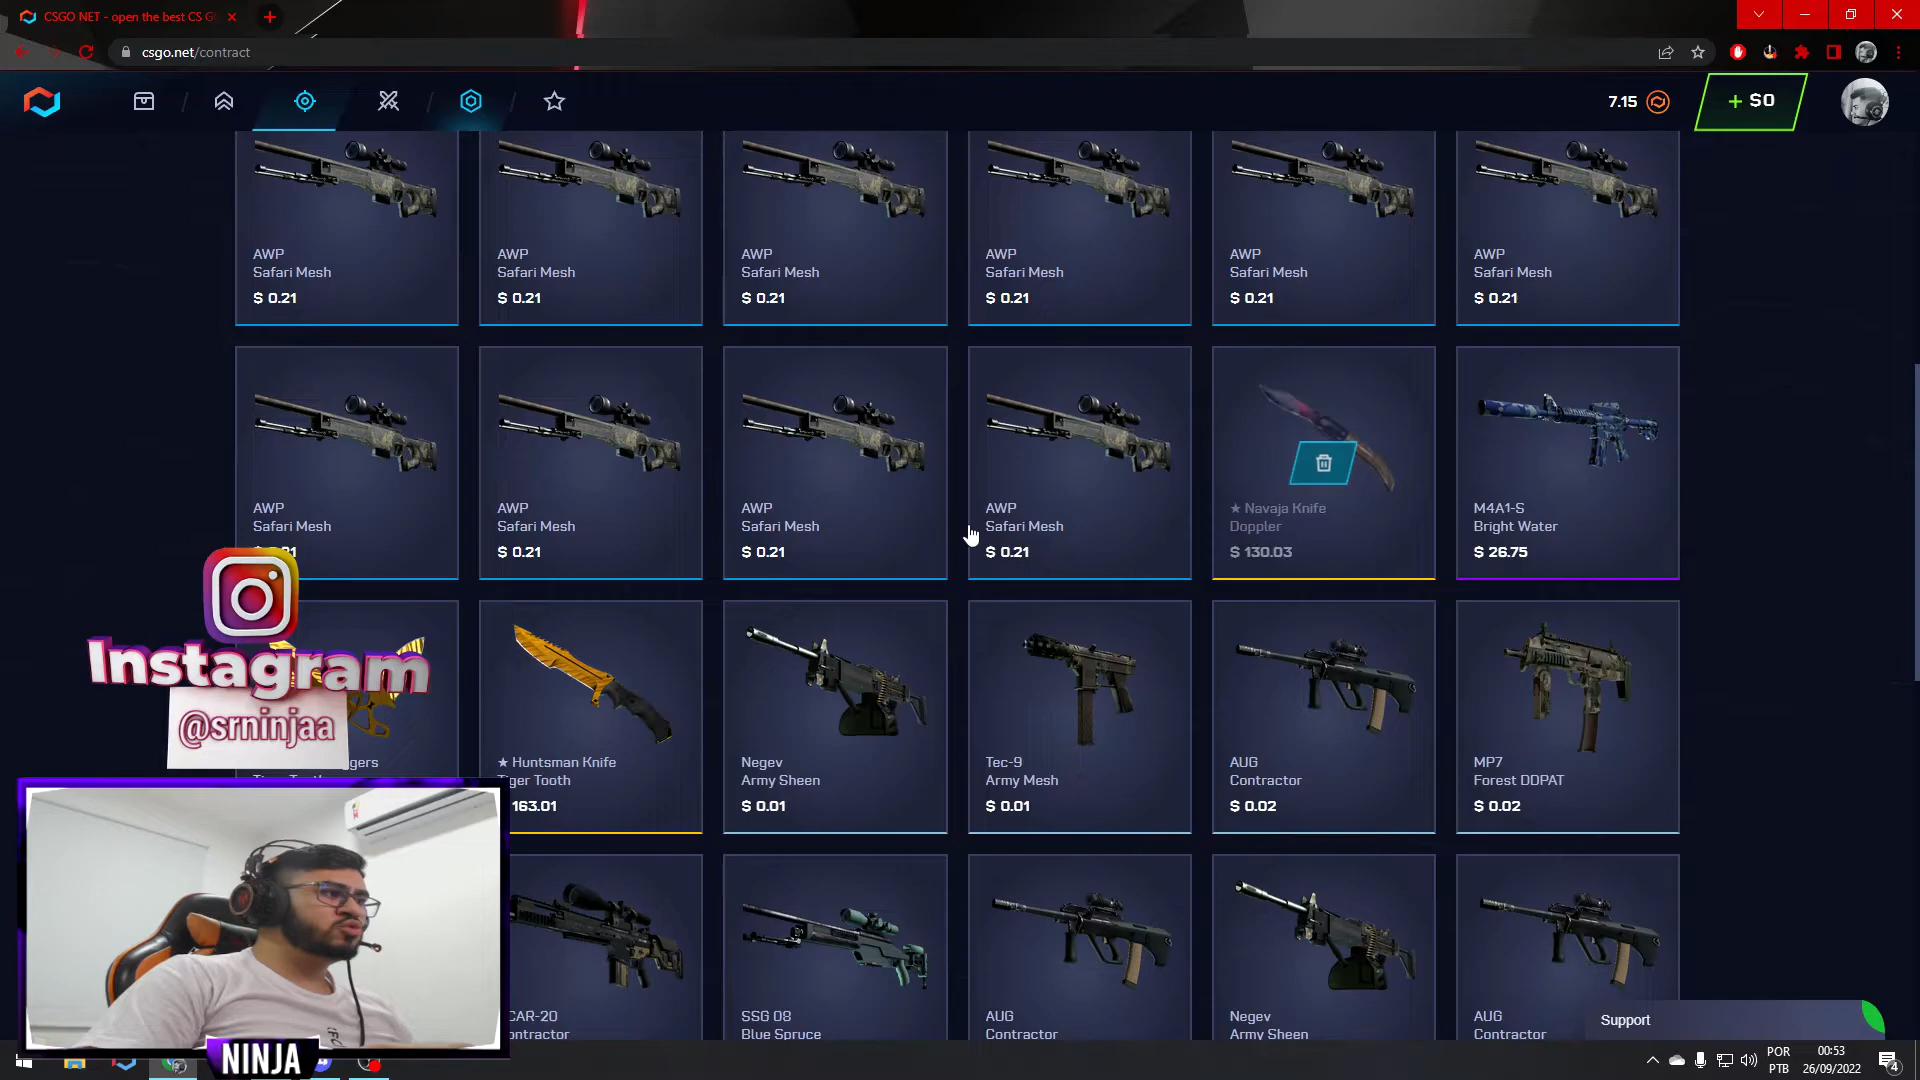 CSGO NET - open the best CS G
csgo.net/contract
7.15
+ $0
AWP
Safari Mesh
$ 0.21
AWP
Safari Mesh
$ 0.21
AWP
Safari Mesh
$ 0.21
AWP
Safari Mesh
$ 0.21
AWP
Safari Mesh
$ 0.21
AWP
Safari Mesh
$ 0.21
AWP
Safari Mesh
AWP
Safari Mesh
$ 0.21
AWP
Safari Mesh
$ 0.21
AWP
Safari Mesh
$ 0.21
★ Navaja Knife
Doppler
$ 130.03
M4A1-S
Bright Water
$ 26.75
Instagram
@srninjaa
★ Huntsman Knife
Tiger Tooth
163.01
Negev
Army Sheen
$ 0.01
Tec-9
Army Mesh
$ 0.01
AUG
Contractor
$ 0.02
MP7
Forest DDPAT
$ 0.02
CAR-20
Contractor
SSG 08
Blue Spruce
AUG
Contractor
Negev
Army Sheen
AUG
Contractor
Support
NINJA
POR
PTB
00:53
26/09/2022
4